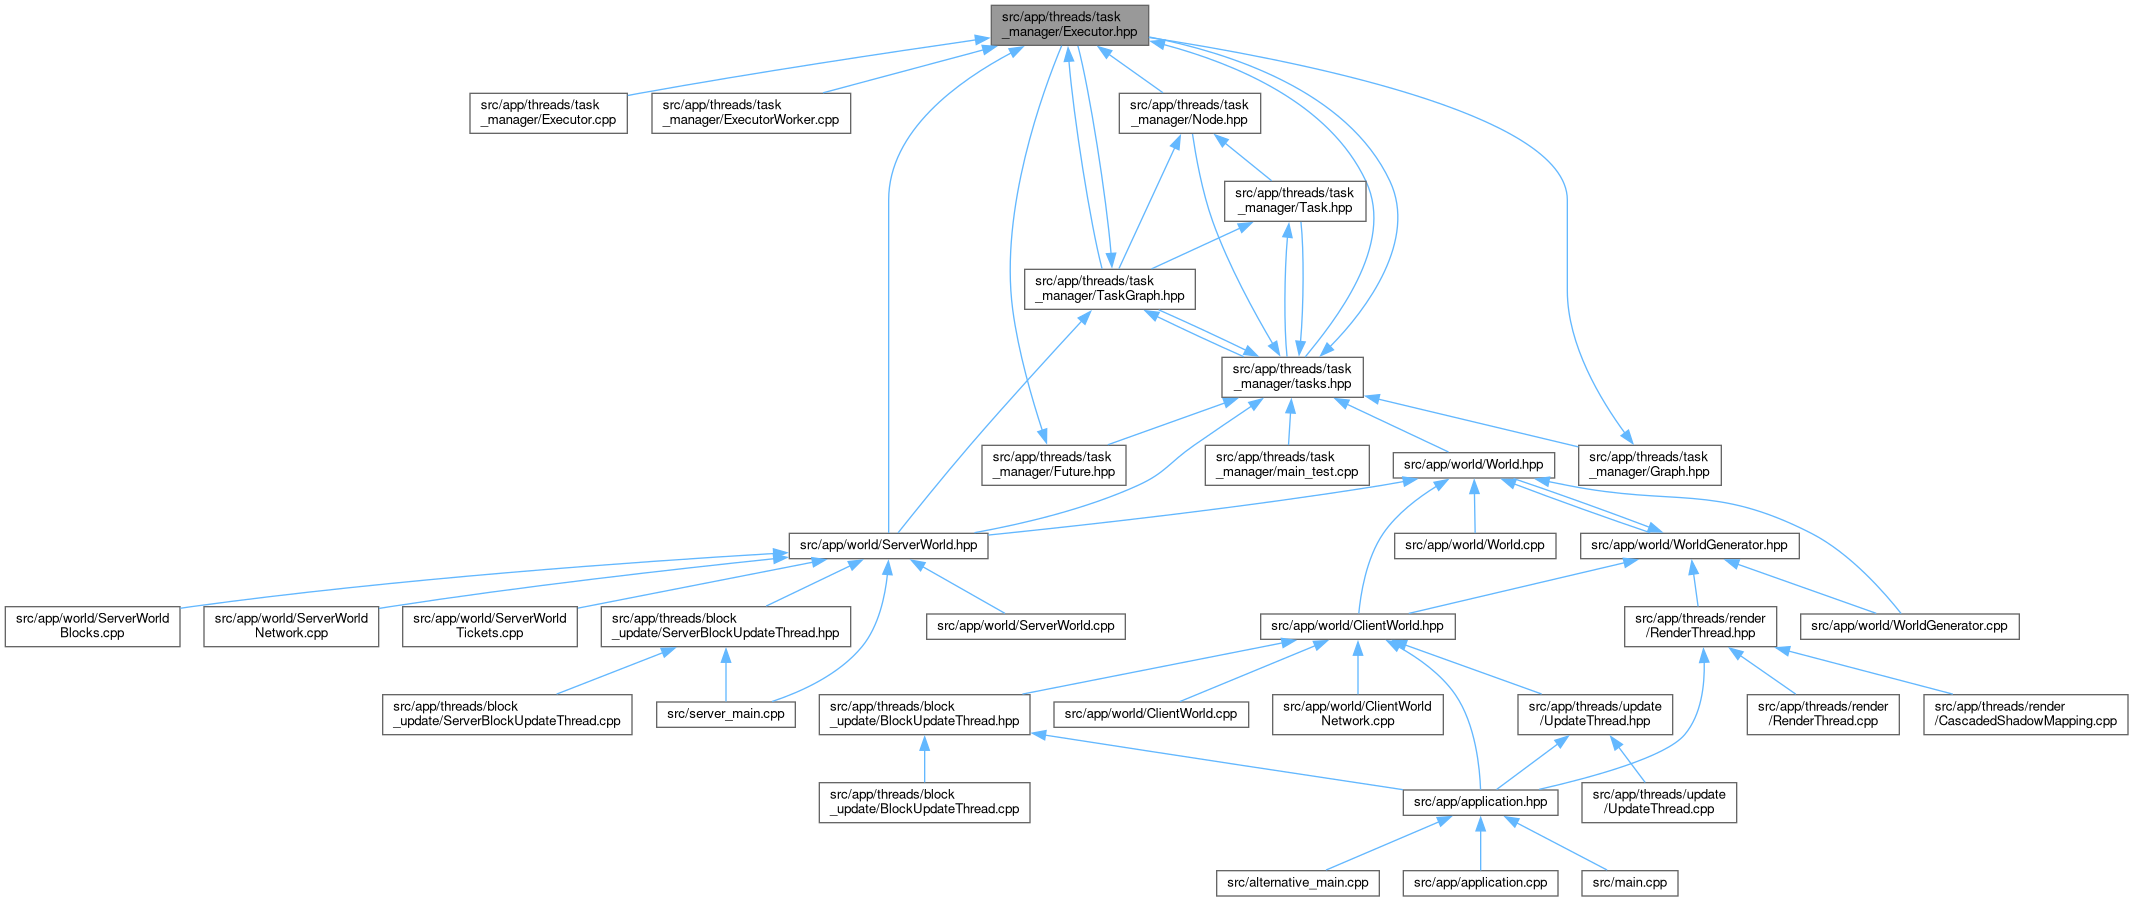 src/app/threads/task
_manager/Executor.hpp
src/app/threads/task
_manager/Executor.cpp
src/app/threads/task
_manager/ExecutorWorker.cpp
src/app/threads/task
_manager/Node.hpp
src/app/threads/task
_manager/Task.hpp
src/app/threads/task
_manager/TaskGraph.hpp
src/app/threads/task
_manager/tasks.hpp
src/app/threads/task
_manager/Future.hpp
src/app/threads/task
_manager/main_test.cpp
src/app/world/World.hpp
src/app/threads/task
_manager/Graph.hpp
src/app/world/ServerWorld.hpp
src/app/world/World.cpp
src/app/world/WorldGenerator.hpp
src/app/world/ServerWorld
Blocks.cpp
src/app/world/ServerWorld
Network.cpp
src/app/world/ServerWorld
Tickets.cpp
src/app/threads/block
_update/ServerBlockUpdateThread.hpp
src/app/world/ServerWorld.cpp
src/app/world/ClientWorld.hpp
src/app/threads/render
/RenderThread.hpp
src/app/world/WorldGenerator.cpp
src/app/threads/block
_update/ServerBlockUpdateThread.cpp
src/server_main.cpp
src/app/threads/block
_update/BlockUpdateThread.hpp
src/app/world/ClientWorld.cpp
src/app/world/ClientWorld
Network.cpp
src/app/threads/update
/UpdateThread.hpp
src/app/threads/render
/RenderThread.cpp
src/app/threads/render
/CascadedShadowMapping.cpp
src/app/threads/block
_update/BlockUpdateThread.cpp
src/app/application.hpp
src/app/threads/update
/UpdateThread.cpp
src/alternative_main.cpp
src/app/application.cpp
src/main.cpp